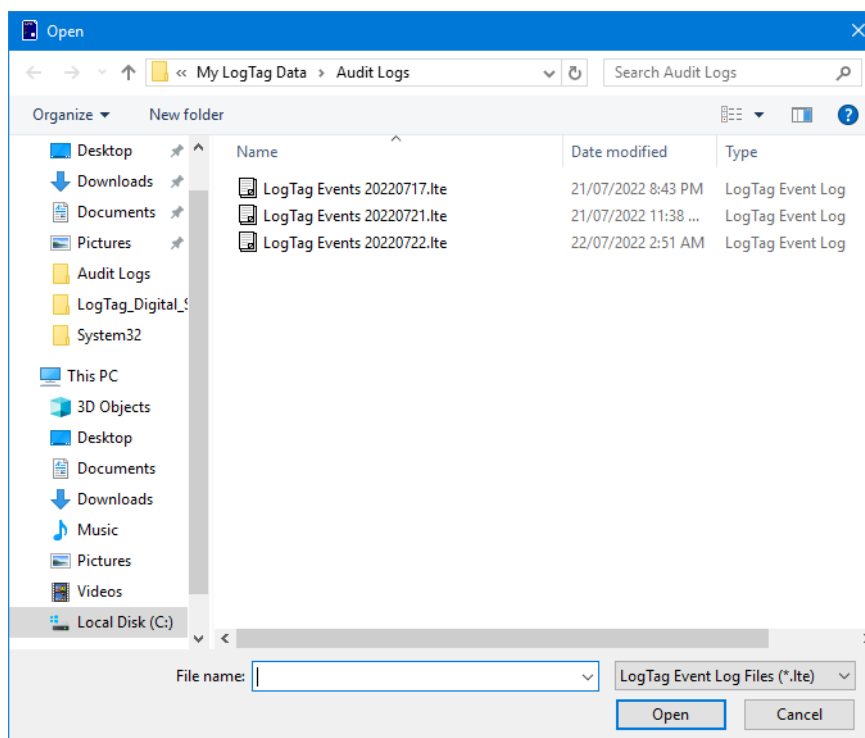 Open
« My LogTag Data > Audit Logs
Search Audit Logs
Organize
New folder
Name
Date modified
Type
Desktop
Downloads
Documents
Pictures
Audit Logs
LogTag_Digital_S
System32
This PC
3D Objects
Desktop
Documents
Downloads
Music
Pictures
Videos
Local Disk (C:)
LogTag Events 20220717.lte 21/07/2022 8:43 PM LogTag Event Log
LogTag Events 20220721.lte 21/07/2022 11:38 ... LogTag Event Log
LogTag Events 20220722.lte 22/07/2022 2:51 AM LogTag Event Log
File name:
LogTag Event Log Files (*.lte)
Open
Cancel